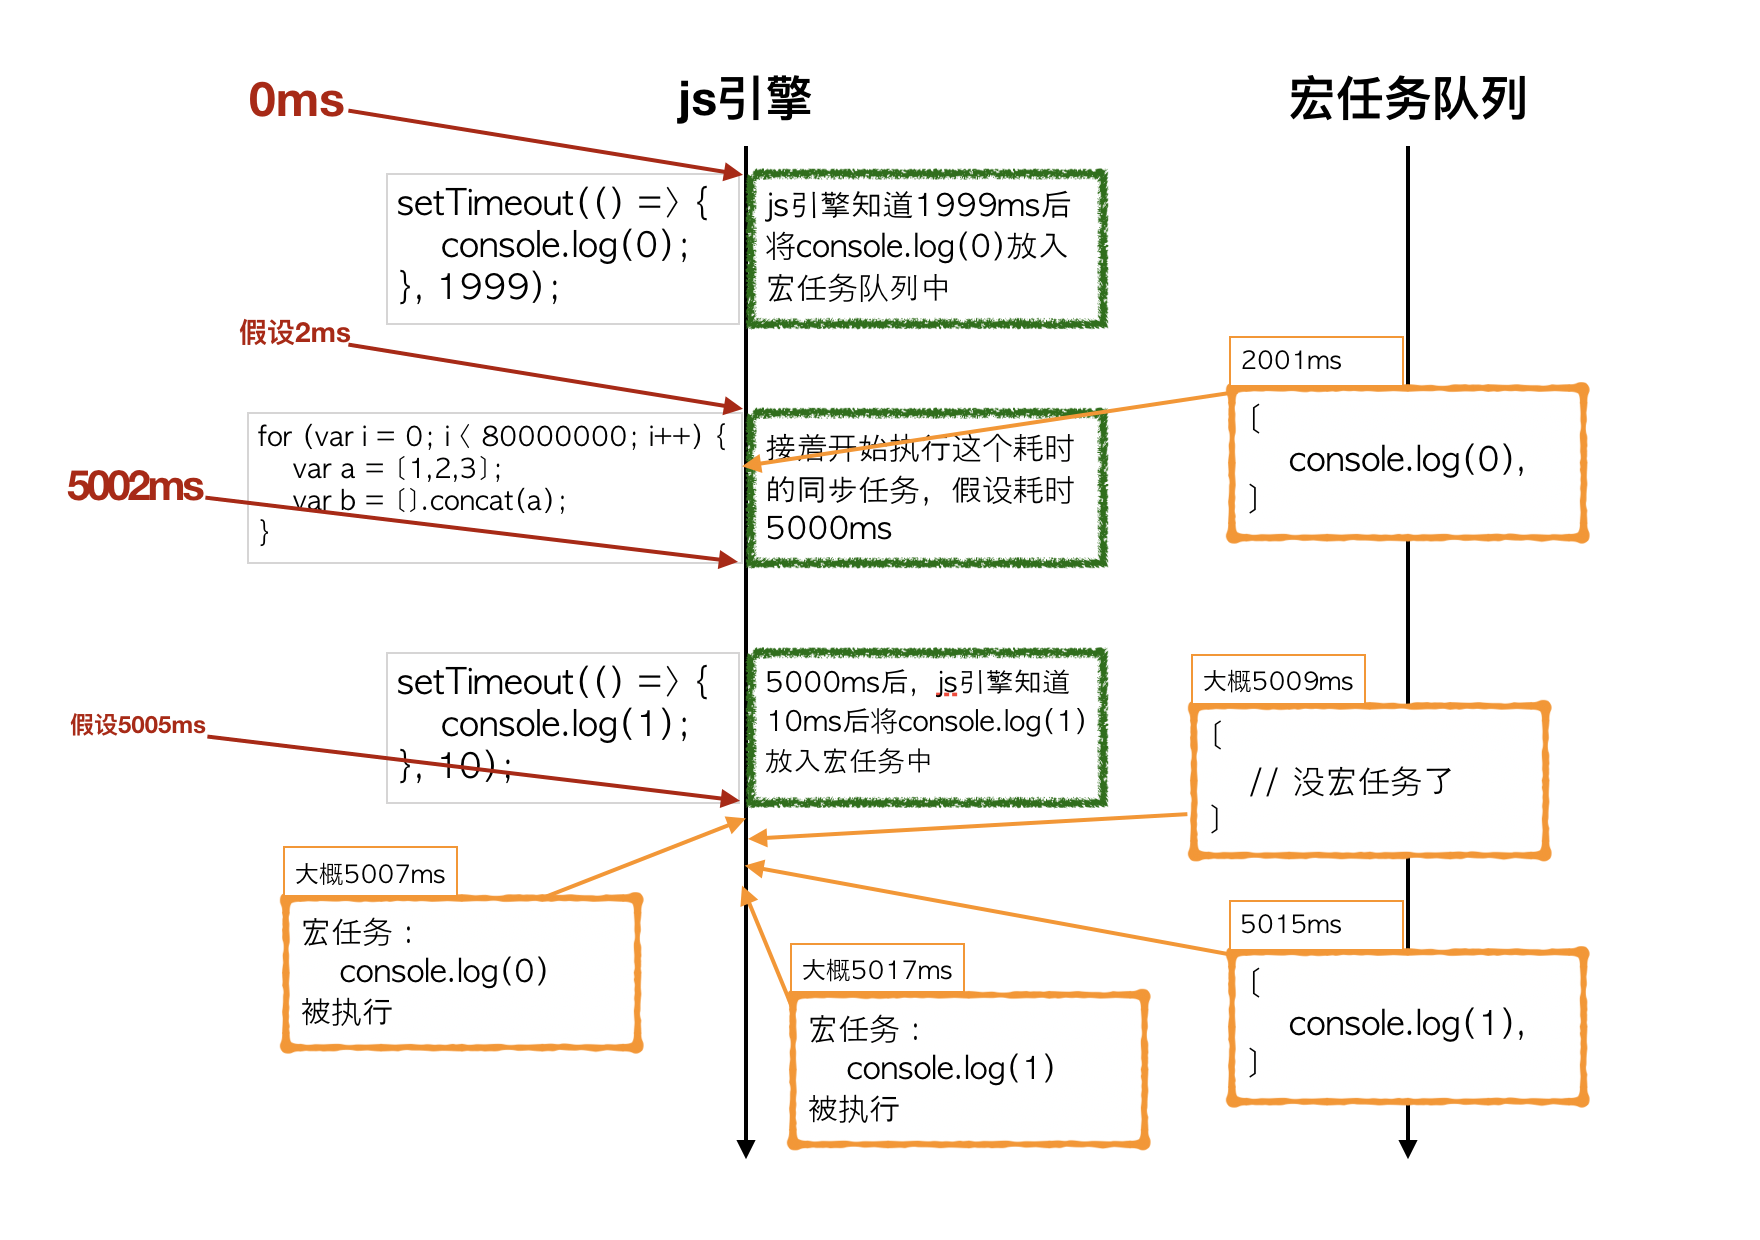 0ms
js引擎
宏任务队列
setTimeout(() => {
console.log(0);
}, 1999);
js引擎知道1999ms后
将console.log(0)放入
宏任务队列中
假设2ms
2001ms
[
console.log(0),
]
for (var i = 0; i < 80000000; i++) {
var a = [1,2,3];
var b = [].concat(a);
}
接着开始执行这个耗时
的同步任务，假设耗时
5000ms
5002ms
setTimeout(() => {
console.log(1);
}, 10);
5000ms后，js引擎知道
10ms后将console.log(1)
放入宏任务中
假设5005ms
大概5009ms
[
// 没宏任务了
]
大概5007ms
宏任务：
console.log(0)
被执行
5015ms
[
console.log(1),
]
大概5017ms
宏任务：
console.log(1)
被执行